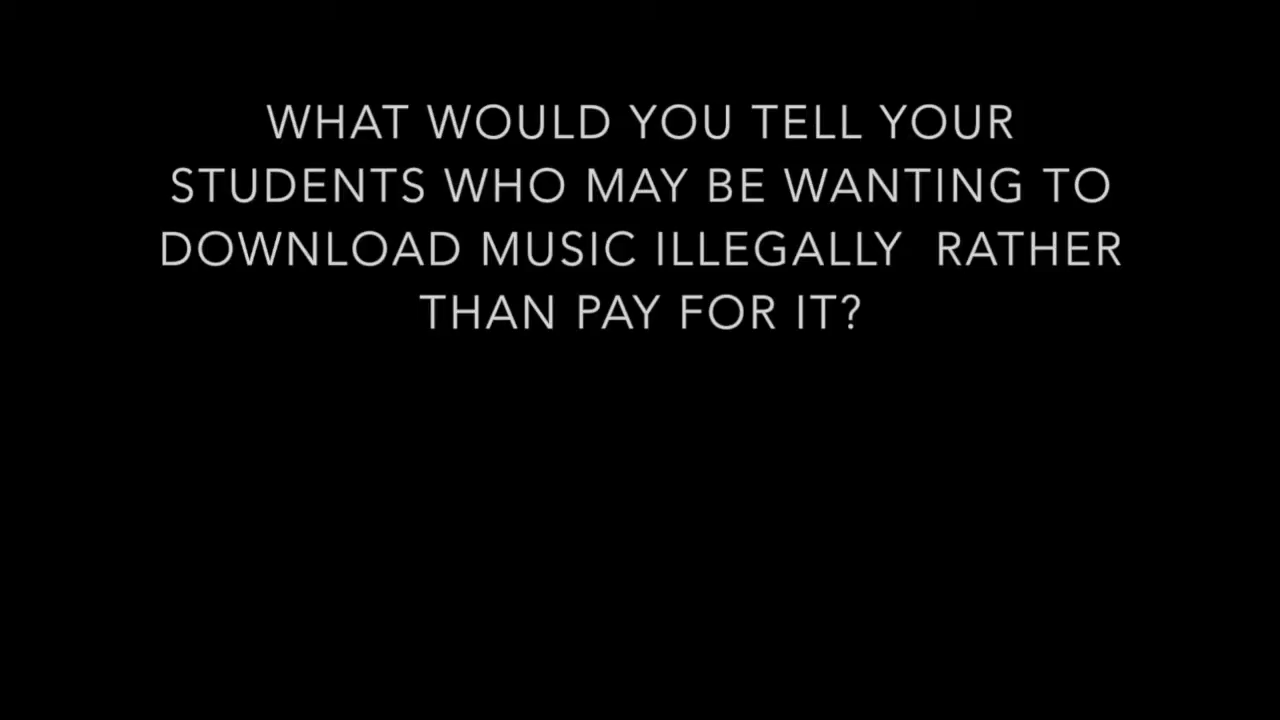 WHAT WOULD YOU TELL YOUR
STUDENTS WHO MAY BE WANTING TO
DOWNLOAD MUSIC ILLEGALLY  RATHER
THAN PAY FOR IT?